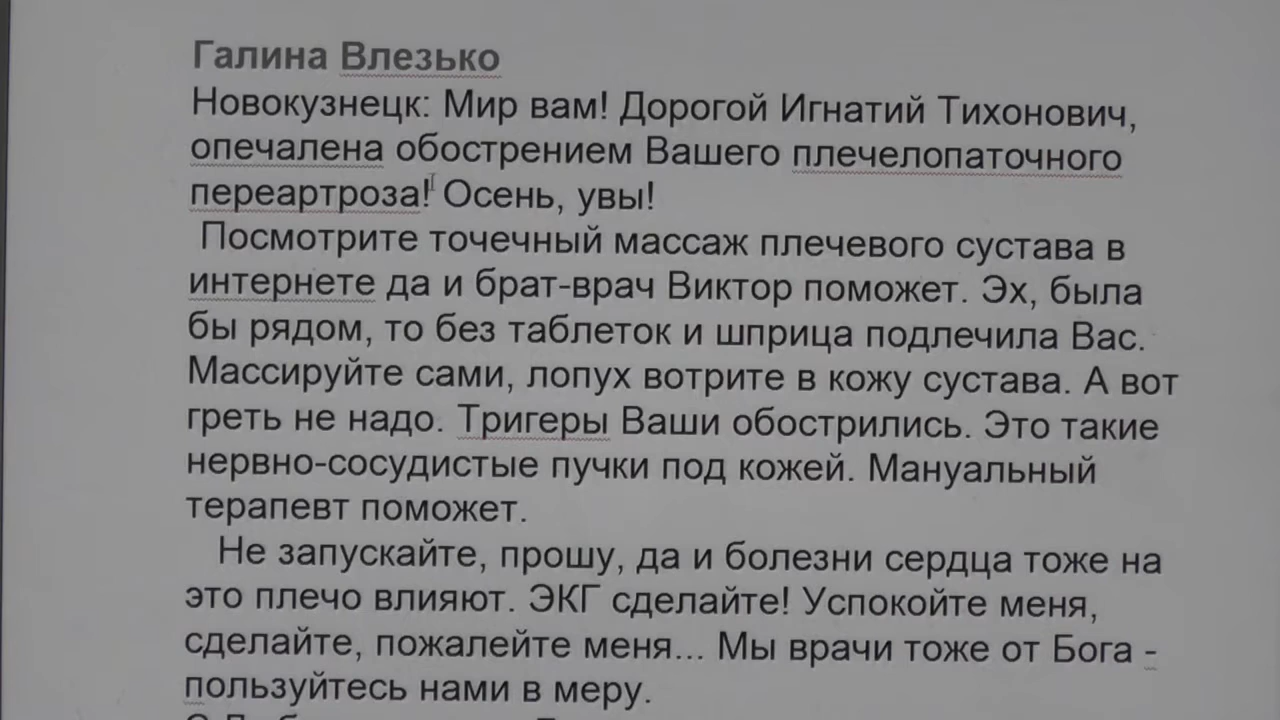 Галина Влезько
Новокузнецк: Мир вам! Дорогой Игнатий Тихонович,
опечалена обострением Вашего плечелопаточного
переартроза! Осень, увы!
Посмотрите точечный массаж плечевого сустава в
интернете да и брат-врач Виктор поможет. Эх, была
бы рядом, то без таблеток и шприца подлечила Вас.
Массируйте сами, лопух вотрите в кожу сустава. А вот
греть не надо. Тригеры Ваши обострились. Это такие
нервно-сосудистые пучки под кожей. Мануальный
терапевт поможет.
Не запускайте, прошу, да и болезни сердца тоже на
это плечо влияют. ЭКГ сделайте! Успокойте меня,
сделайте, пожалейте меня... Мы врачи тоже от Бога -
пользуйтесь нами в меру.